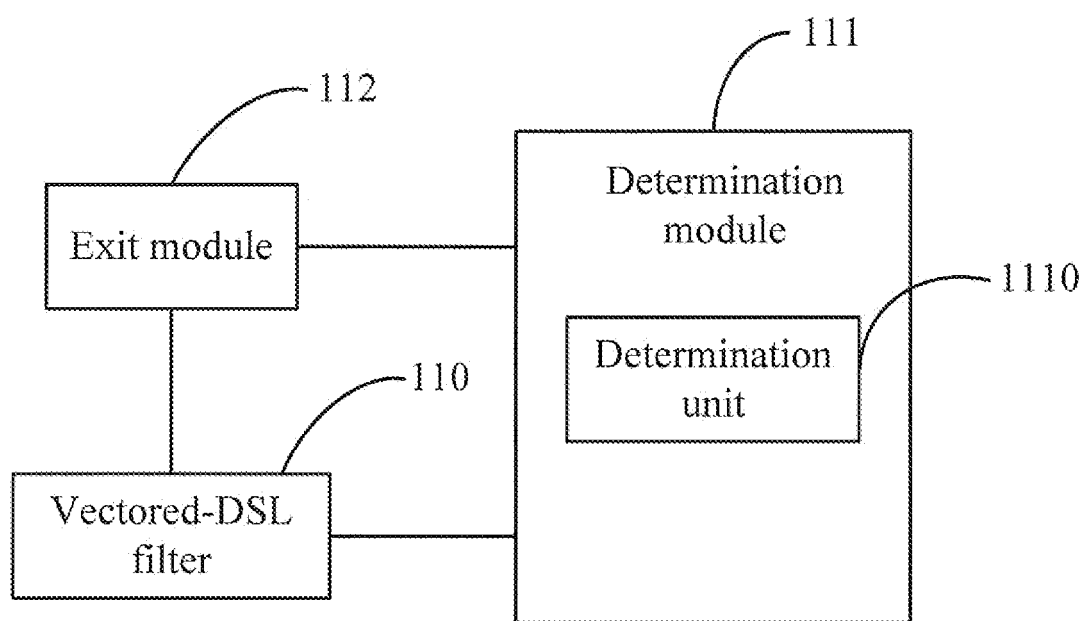 111
112
Determination
module
Exit module
1110
Determination
unit
110
Vectored-DSL
filter